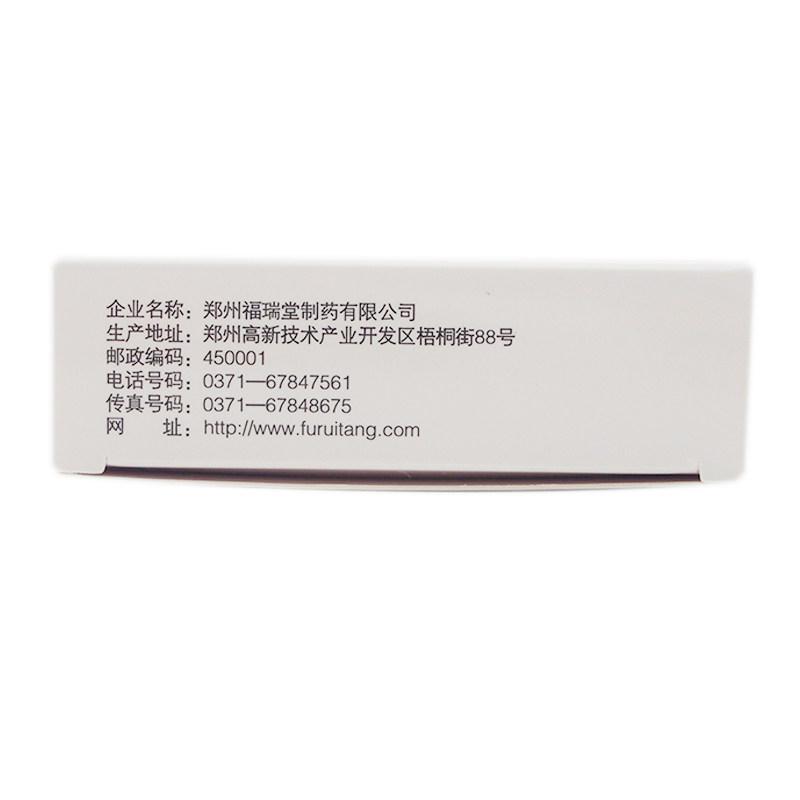 企业名称：郑州福瑞堂制药有限公司
生产地址：郑州高新技术产业开发区梧桐街88号
邮政编码：450001
电话号码：0371—67847561
传真号码：0371—67848675
网　　址：http://www.furuitang.com